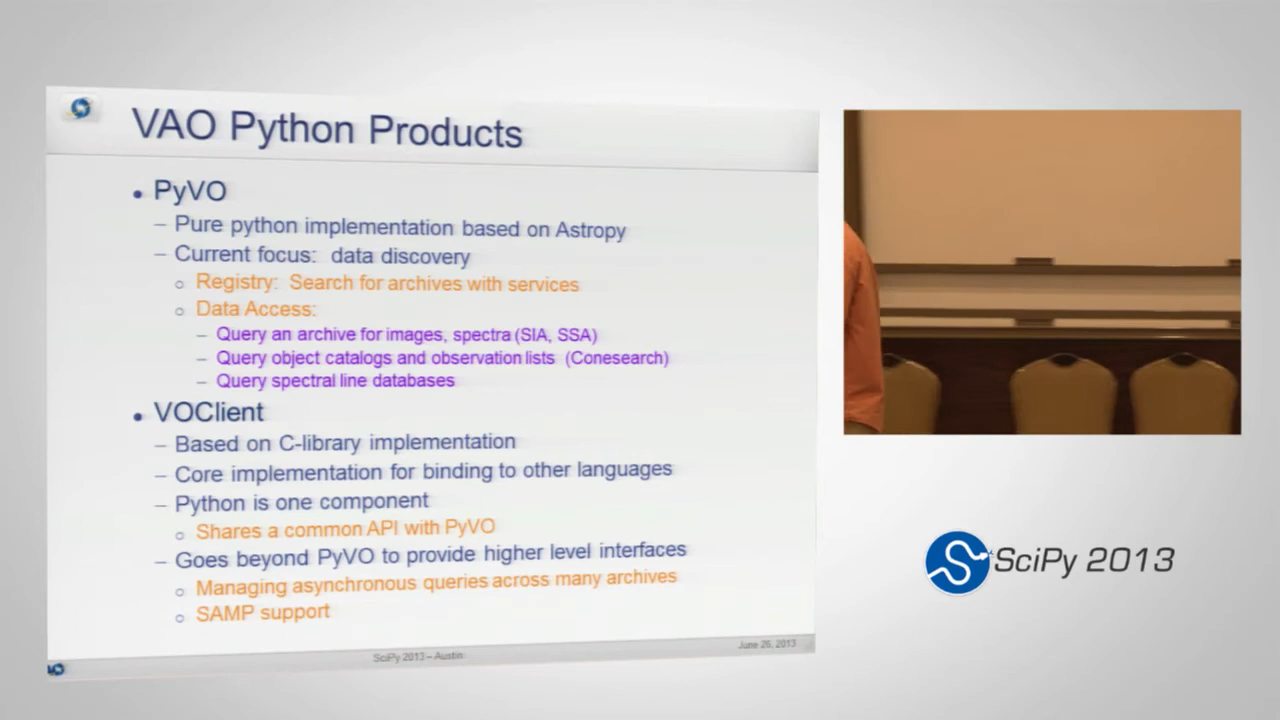 VAO Python Products
• PyVO
– Pure python implementation based on Astropy
– Current focus: data discovery
o Registry: Search for archives with services
o Data Access:
– Query an archive for images, spectra (SIA, SSA)
– Query object catalogs and observation lists (Conesearch)
– Query spectral line databases
• VOClient
– Based on C-library implementation
– Core implementation for binding to other languages
– Python is one component
o Shares a common API with PyVO
– Goes beyond PyVO to provide higher level interfaces
o Managing asynchronous queries across many archives
o SAMP support
SciPy 2013 – Austin
June 26, 2013
SciPy 2013